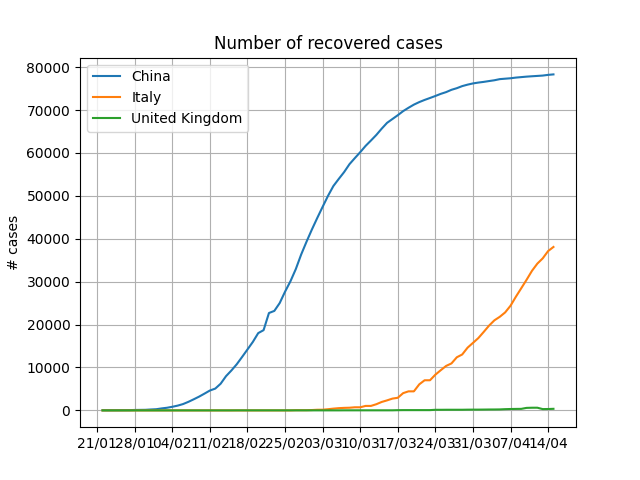 Number of recovered cases
China
Italy
United Kingdom
# cases
80000
70000
60000
50000
40000
30000
20000
10000
0
21/01 28/01 04/02 11/02 18/02 25/02 03/03 10/03 17/03 24/03 31/03 07/04 14/04